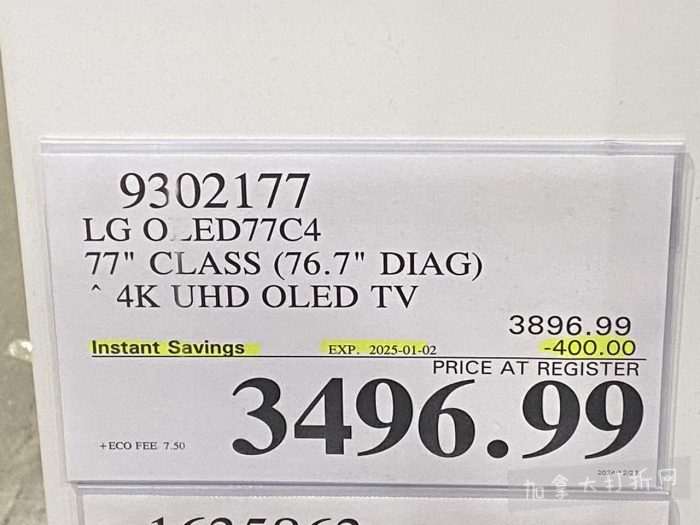 9302177
LG OLED77C4
77" CLASS (76.7" DIAG)
^ 4K UHD OLED TV
3896.99
Instant Savings EXP. 2025-01-02 -400.00
PRICE AT REGISTER
3496.99
+ECO FEE 7.50
加拿大打折网